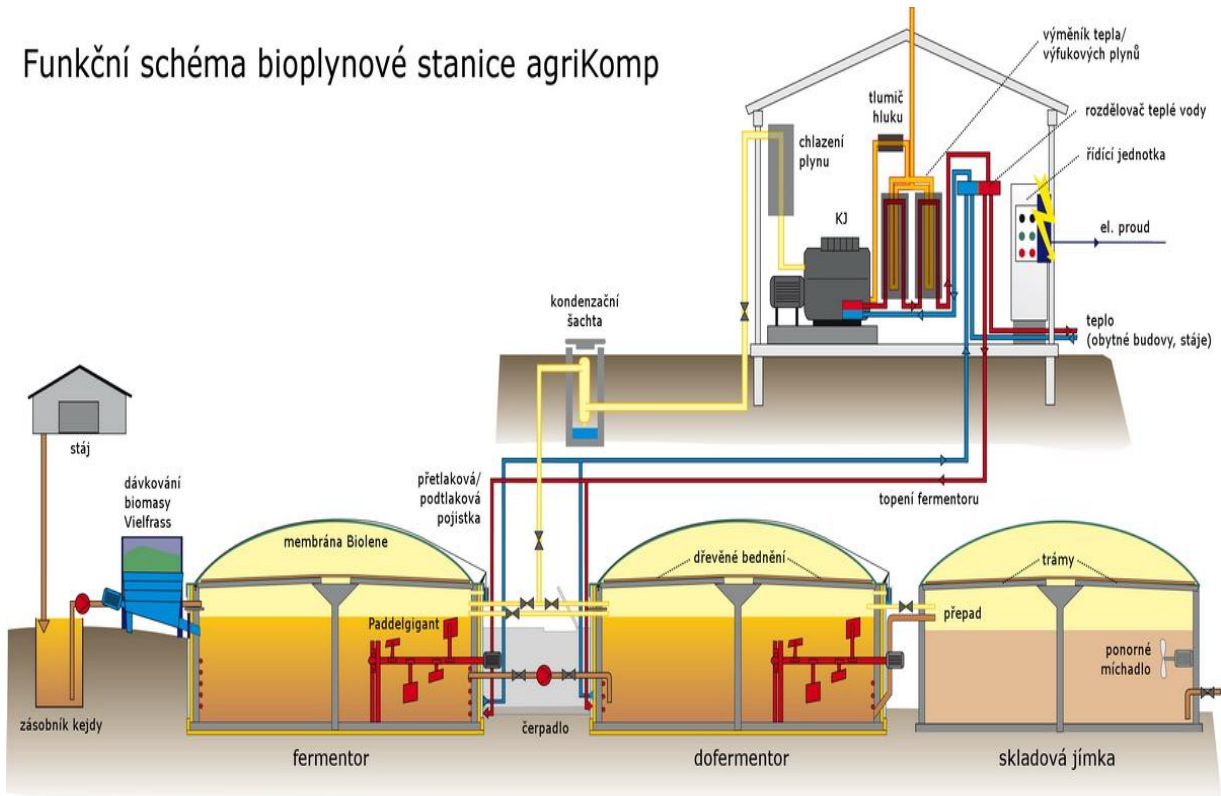 Funkční schéma bioplynové stanice agriKomp
výměník tepla/
výfukových plynů
tlumič
hluku
rozdělovač teplé vody
chlazení
plynu
řídící jednotka
KJ
el. proud
kondenzační
šachta
teplo
(obytné budovy, stáje)
stáj
dávkování
biomasy
Vielfrass
přetlaková/
podtlaková
pojistka
topení fermentoru
membrána Biolene
dřevěné bednění
trámy
Paddelgigant
přepad
ponorné
míchadlo
zásobník kejdy
čerpadlo
fermentor
dofermentor
skladová jímka